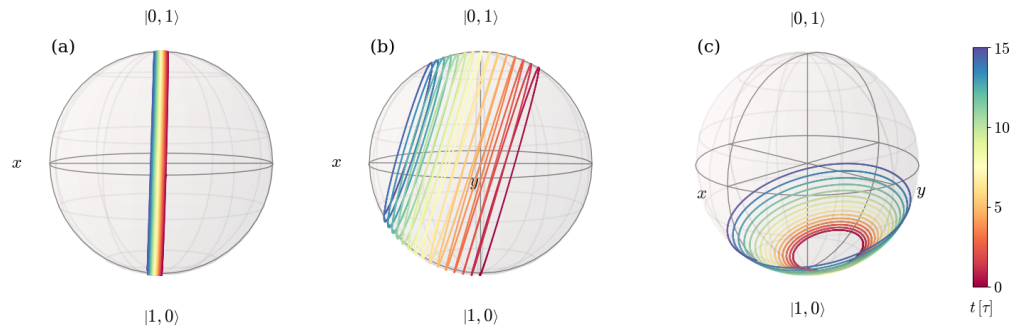 |0, 1⟩
|0, 1⟩
|0, 1⟩
(a)
(b)
(c)
x
x
y
x
y
15
10
5
0
t [τ]
|1, 0⟩
|1, 0⟩
|1, 0⟩